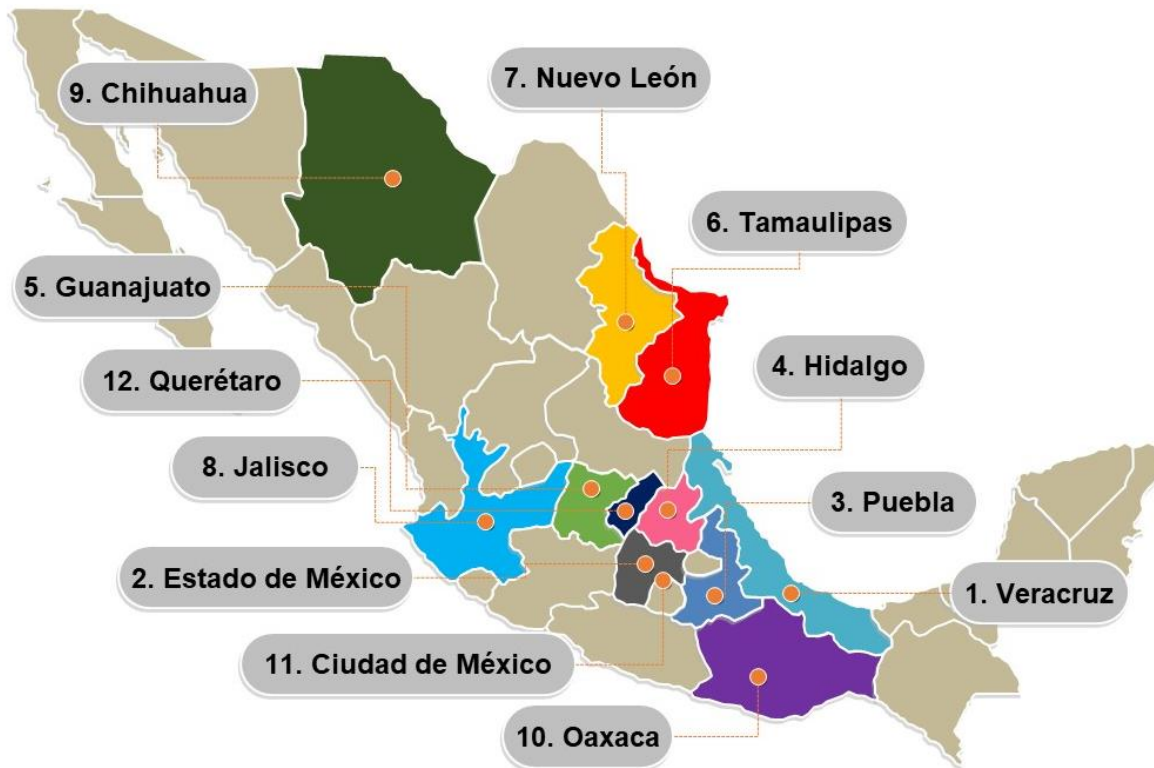 7. Nuevo León
9. Chihuahua
6. Tamaulipas
5. Guanajuato
4. Hidalgo
12. Querétaro
8. Jalisco
3. Puebla
2. Estado de México
1. Veracruz
11. Ciudad de México
10. Oaxaca